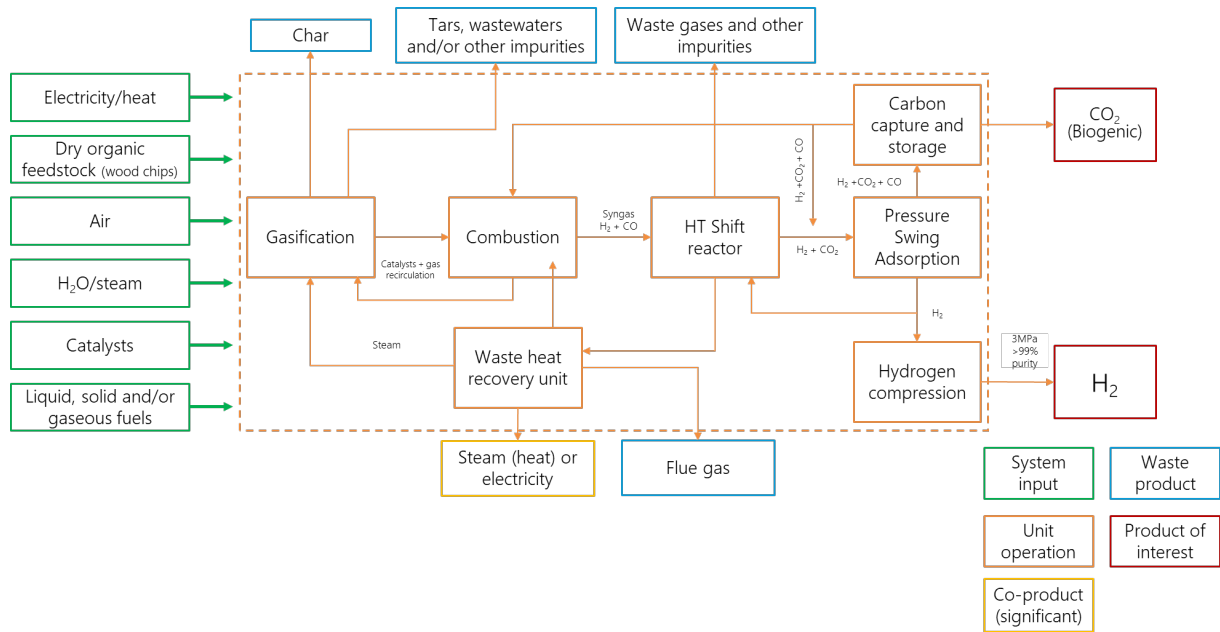 Char
Tars, wastewaters
and/or other impurities
Waste gases and other
impurities
Electricity/heat
Dry organic
feedstock (wood chips)
Air
H₂O/steam
Catalysts
Liquid, solid and/or
gaseous fuels
Carbon
capture and
storage
CO₂
(Biogenic)
H₂ +CO₂ + CO
H₂ +CO₂ + CO
Gasification
Combustion
Syngas
H₂ + CO
HT Shift
reactor
H₂ + CO₂
Pressure
Swing
Adsorption
Catalysts + gas
recirculation
H₂
Steam
Waste heat
recovery unit
Hydrogen
compression
3MPa
>99%
purity
H₂
Steam (heat) or
electricity
Flue gas
System
input
Waste
product
Unit
operation
Product of
interest
Co-product
(significant)